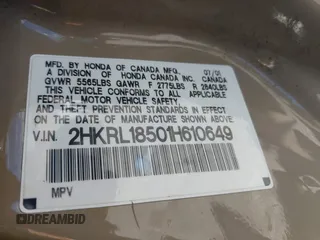 MFD. BY HONDA OF CANADA MFG. 07/01
A DIVISION OF HONDA CANADA INC. CANADA
GVWR 5565LBS GAWR F 2775LBS R 2840LBS
THIS VEHICLE CONFORMS TO ALL APPLICABLE
FEDERAL MOTOR VEHICLE SAFETY
AND THEFT PREVENTION STANDARDS IN EFFECT ON
THE DATE OF MANUFACTURE SHOWN ABOVE.
V.I.N. 2HKRL18501H610649
MPV
DREAMBID